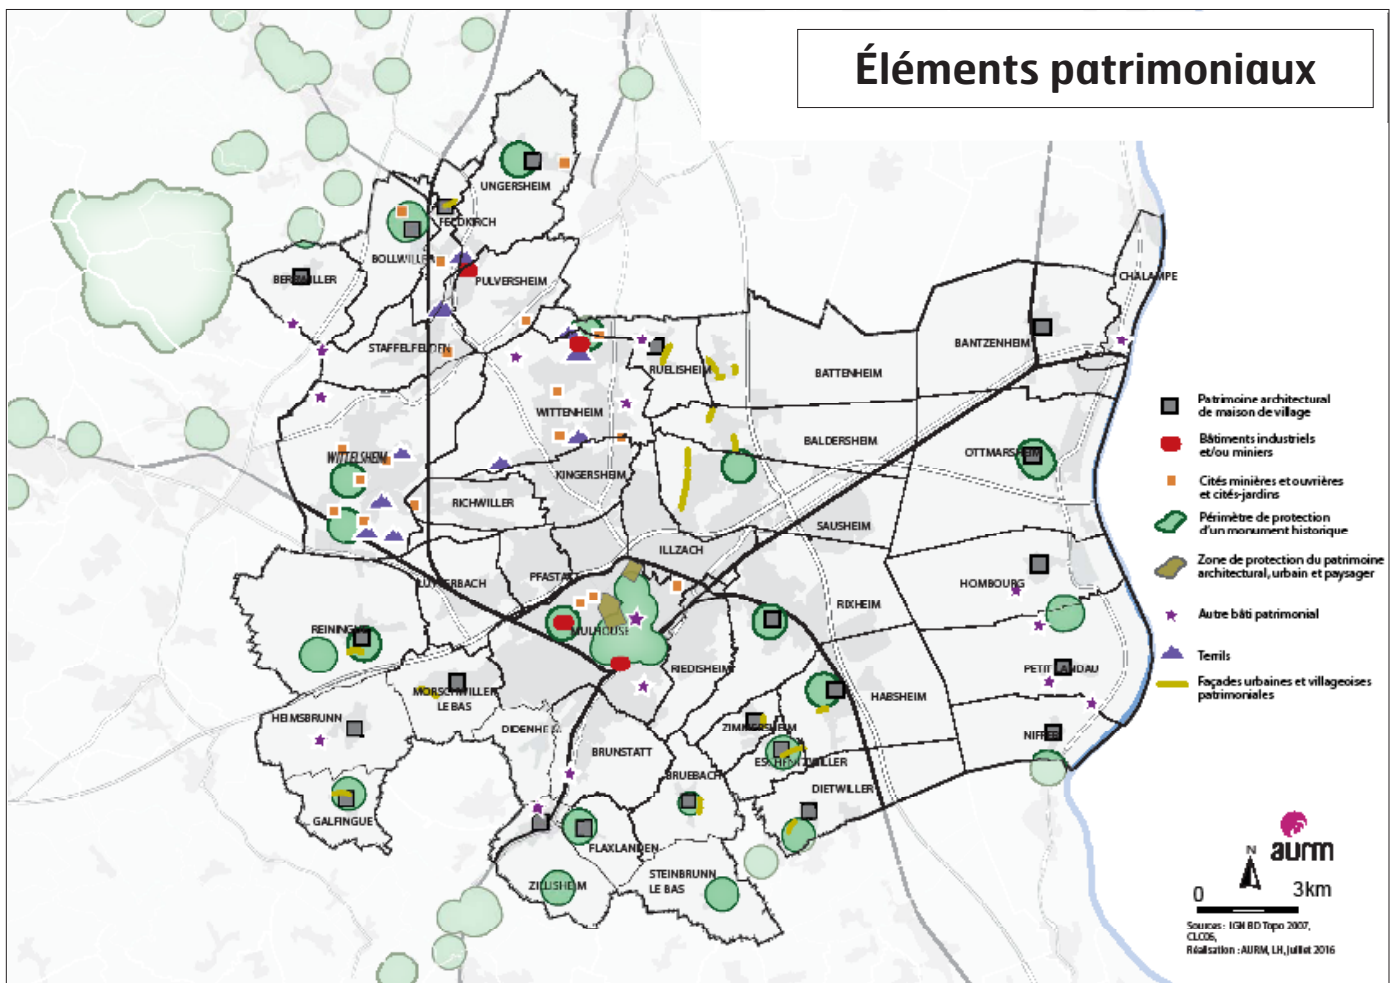 Éléments patrimoniaux
UNGERSHEIM
FELDKIRCH
BOLLWILLER
BERRWILLER
PULVERSHEIM
CHALAMPE
STAFFELFELDEN
BANTZENHEIM
RUELISHEIM
BATTENHEIM
WITTENHEIM
BALDERSHEIM
WITTELSHEIM
OTTMARSHEIM
KINGERSHEIM
RICHWILLER
SAUSHEIM
ILLZACH
LUTTERBACH
PFASTATT
HOMBOURG
RIXHEIM
REININGUE
MULHOUSE
RIEDISHEIM
PETIT LANDAU
MORSCHWILLER
LE BAS
HABSHEIM
HEIMSBRUNN
DIDENHEIM
ZIMMERSHEIM
NIFFER
BRUNSTATT
ESCHENTZWILLER
BRUEBACH
DIETWILLER
GALFINGUE
FLAXLANDEN
STEINBRUNN
LE BAS
ZILLISHEIM
Patrimoine architectural
de maison de village
Bâtiments industriels
et/ou miniers
Cités minières et ouvrières
et cités-jardins
Périmètre de protection
d'un monument historique
Zone de protection du patrimoine
architectural, urbain et paysager
Autre bâti patrimonial
Terrils
Façades urbaines et villageoises
patrimoniales
aurm
N
0 3km
Sources : IGN BD Topo 2007,
CLC06,
Réalisation : AURM, LH, Juillet 2016